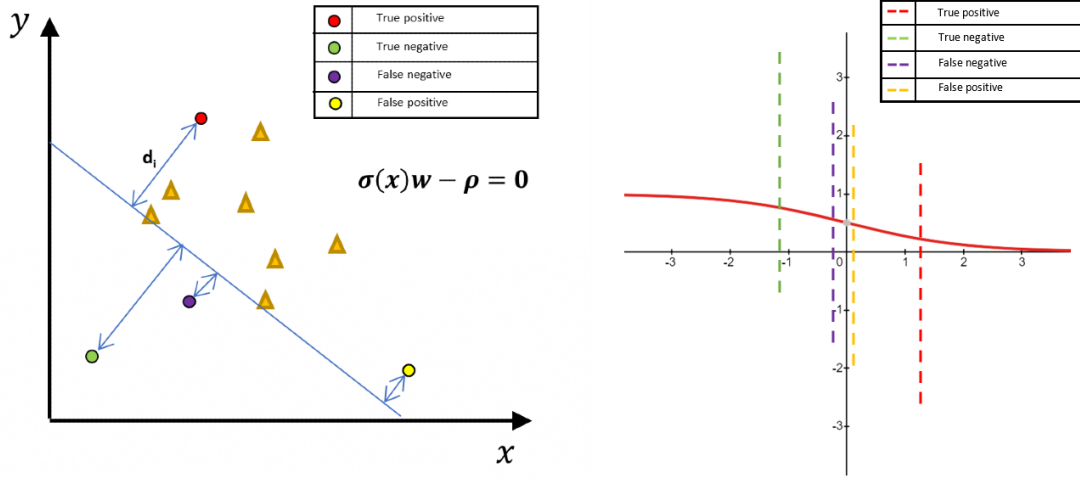 y
True positive
True negative
False negative
False positive
dᵢ
σ(x)w − ρ = 0
x
True positive
True negative
False negative
False positive
3
2
1
-3
-2
-1
0
1
2
3
-1
-2
-3